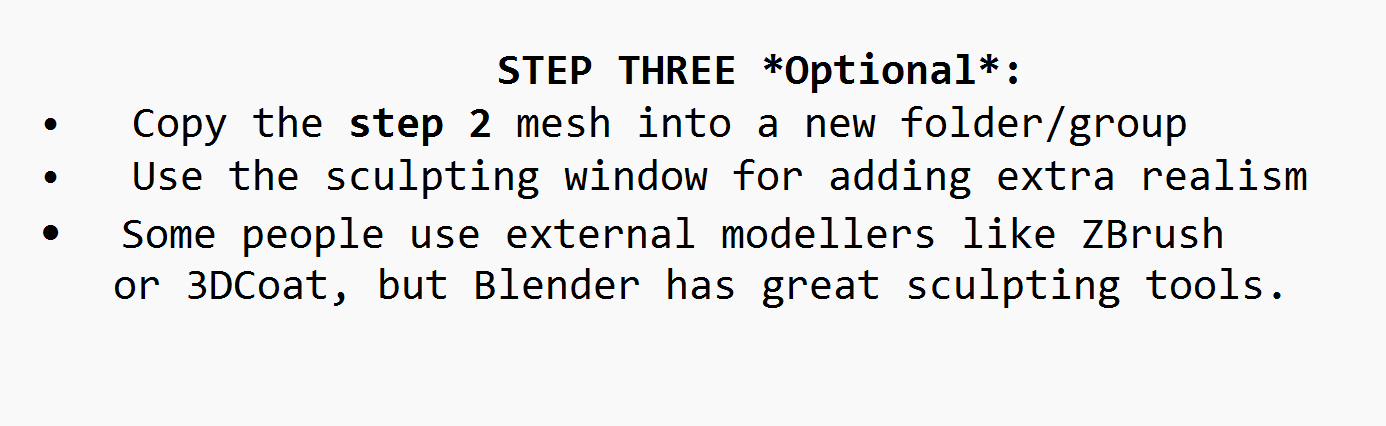 STEP THREE *Optional*:
• Copy the step 2 mesh into a new folder/group
• Use the sculpting window for adding extra realism
• Some people use external modellers like ZBrush
or 3DCoat, but Blender has great sculpting tools.